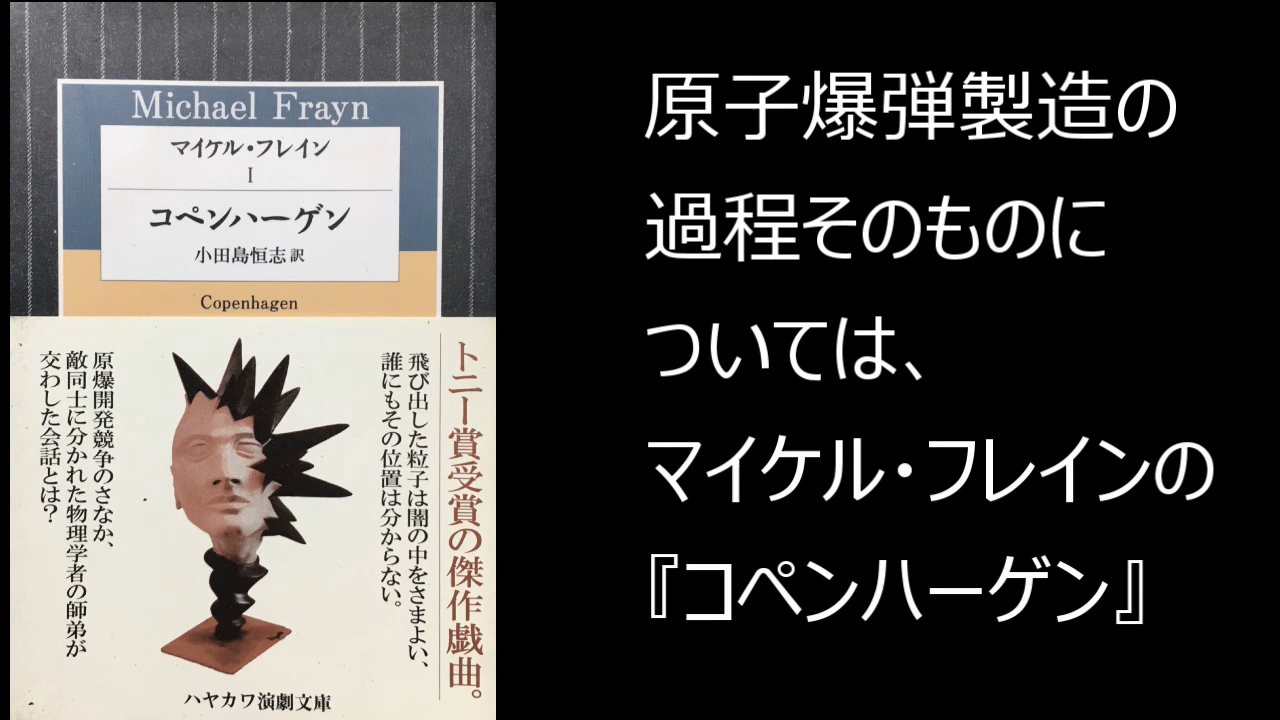 Michael Frayn
マイケル・フレイン
I
コペンハーゲン
小田島恒志 訳
Copenhagen
トニー賞受賞の傑作戯曲。
飛び出した粒子は闇の中をさまよい、
誰にもその位置は分からない。
原爆開発競争のさなか、
敵同士に分かれた物理学者の師弟が
交わした会話とは?
ハヤカワ演劇文庫
原子爆弾製造の
過程そのものに
ついては、
マイケル・フレインの
『コペンハーゲン』